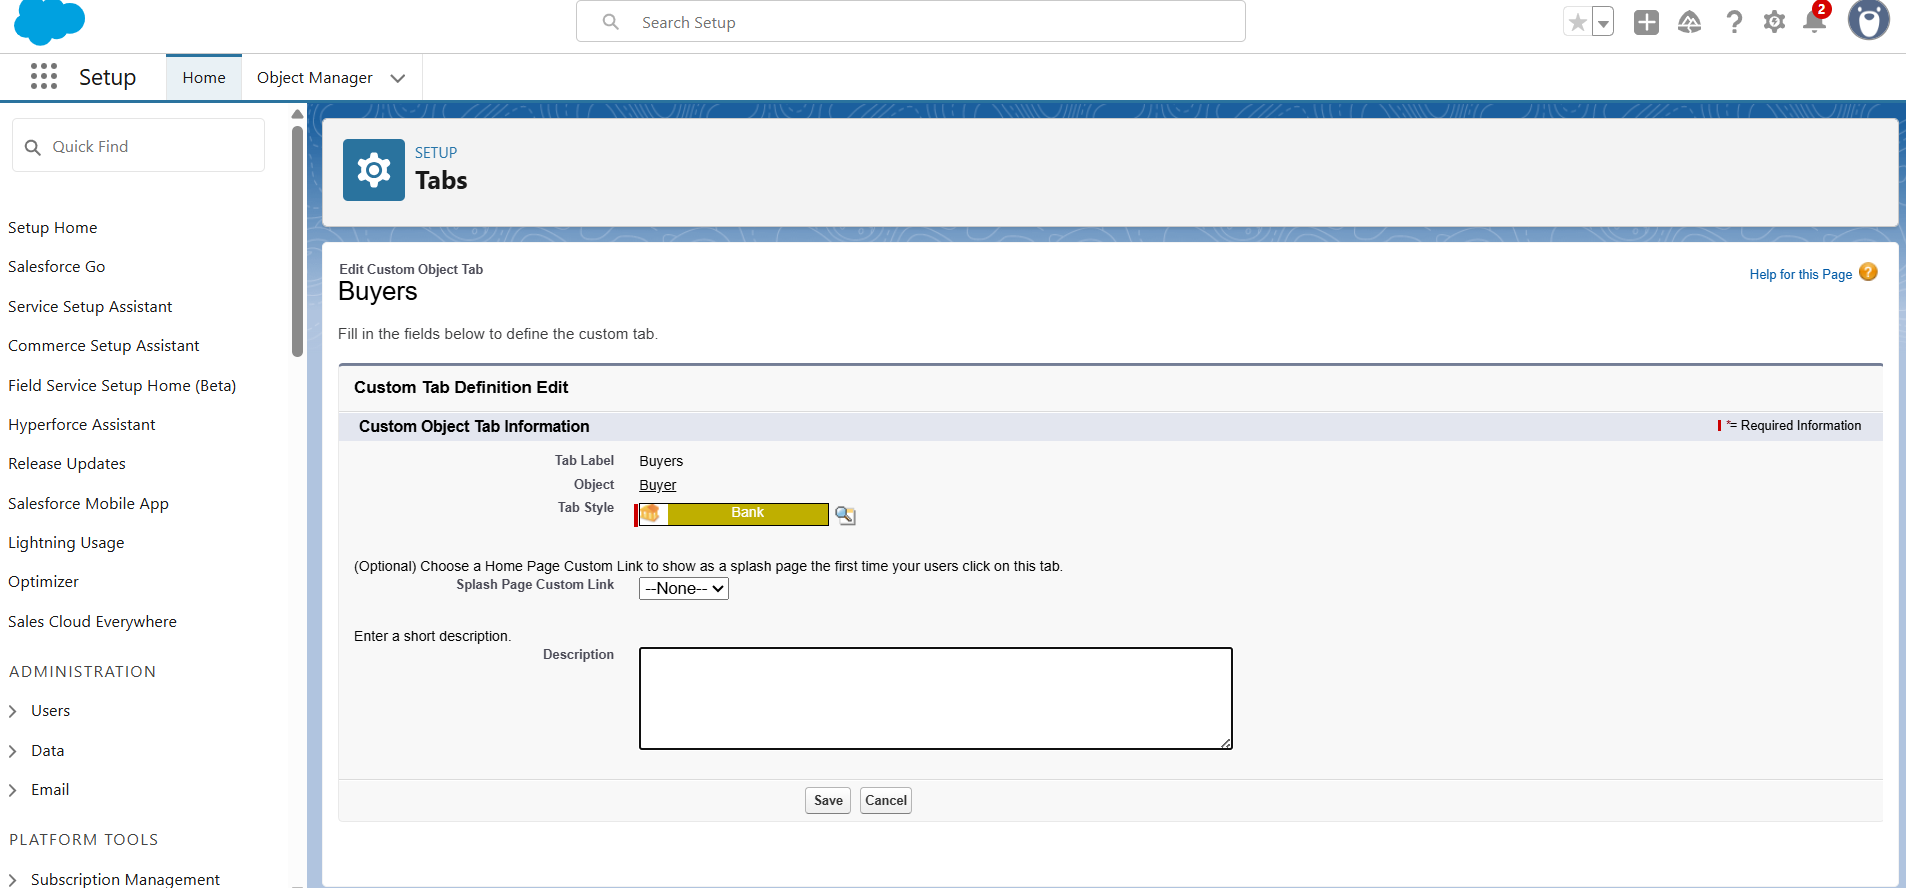 Search Setup
2
Setup
Home
Object Manager
Quick Find
Setup Home
Salesforce Go
Service Setup Assistant
Commerce Setup Assistant
Field Service Setup Home (Beta)
Hyperforce Assistant
Release Updates
Salesforce Mobile App
Lightning Usage
Optimizer
Sales Cloud Everywhere
ADMINISTRATION
Users
Data
Email
PLATFORM TOOLS
Subscription Management
SETUP
Tabs
Edit Custom Object Tab
Buyers
Help for this Page ?
Fill in the fields below to define the custom tab.
Custom Tab Definition Edit
Custom Object Tab Information
*= Required Information
Tab Label Buyers
Object Buyer
Tab Style Bank
(Optional) Choose a Home Page Custom Link to show as a splash page the first time your users click on this tab.
Splash Page Custom Link --None--
Enter a short description.
Description
Save Cancel